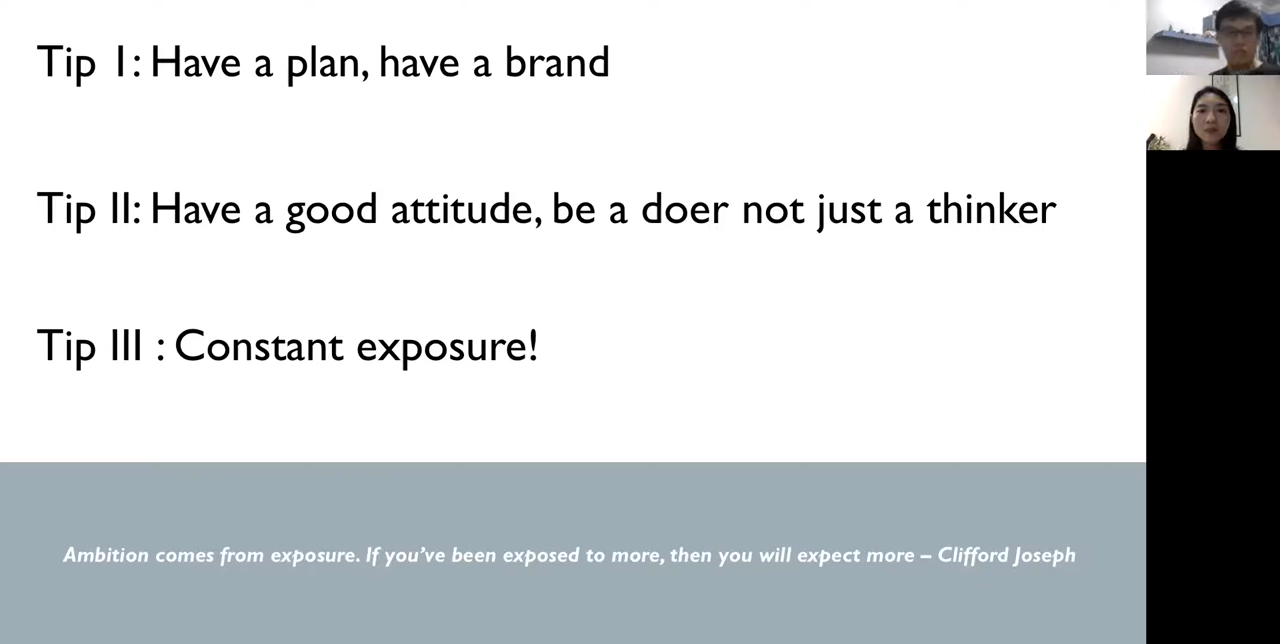 Tip 1: Have a plan, have a brand
Tip II: Have a good attitude, be a doer not just a thinker
Tip III : Constant exposure!
Ambition comes from exposure. If you’ve been exposed to more, then you will expect more – Clifford Joseph